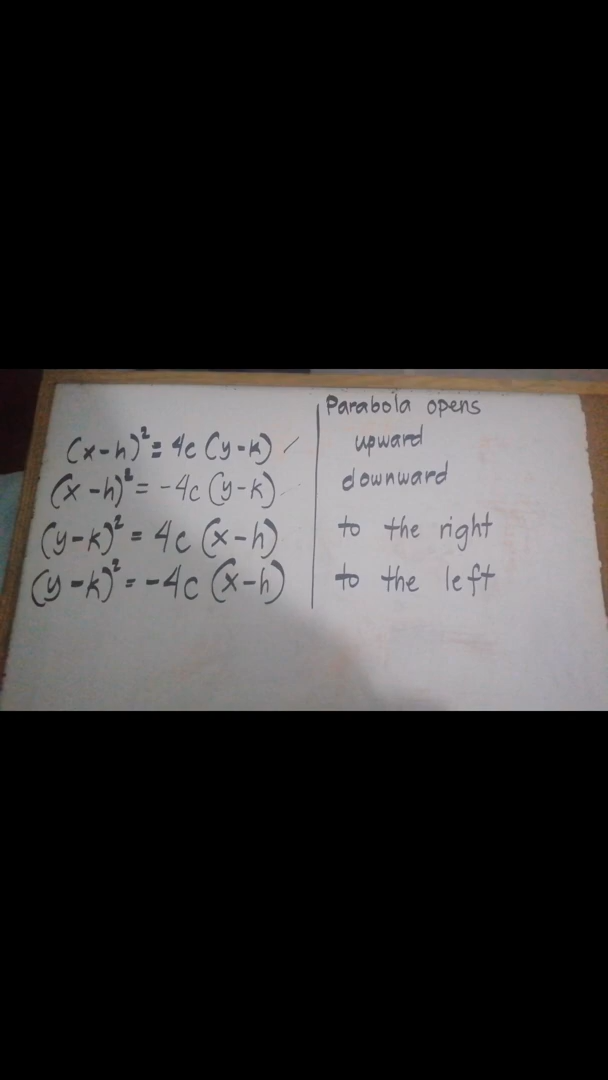 Parabola opens
(x-h)²= 4c (y-k) upward
(x-h)²= -4c (y-k) downward
(y-k)² = 4c (x-h) to the right
(y-k)² = -4c (x-h) to the left